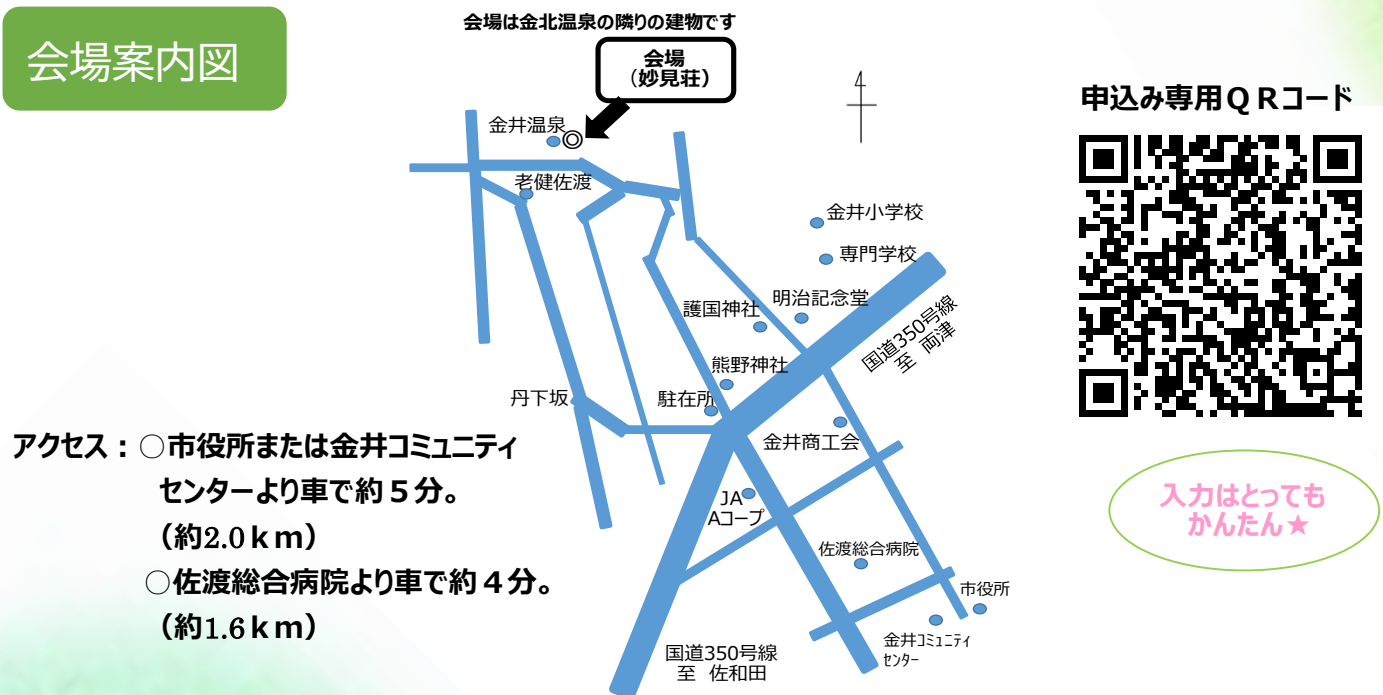 会場案内図
会場は金北温泉の隣りの建物です
会場
（妙見荘）
申込み専用ＱＲコード
金井温泉
老健佐渡
金井小学校
専門学校
明治記念堂
護国神社
国道350号線
至 両津
熊野神社
丹下坂
駐在所
金井商工会
アクセス：○市役所または金井コミュニティ
センターより車で約５分。
（約2.0ｋｍ）
○佐渡総合病院より車で約４分。
（約1.6ｋｍ）
JA
Aコープ
佐渡総合病院
市役所
金井ｺﾐｭﾆﾃｨ
ｾﾝﾀｰ
国道350号線
至 佐和田
入力はとっても
かんたん★